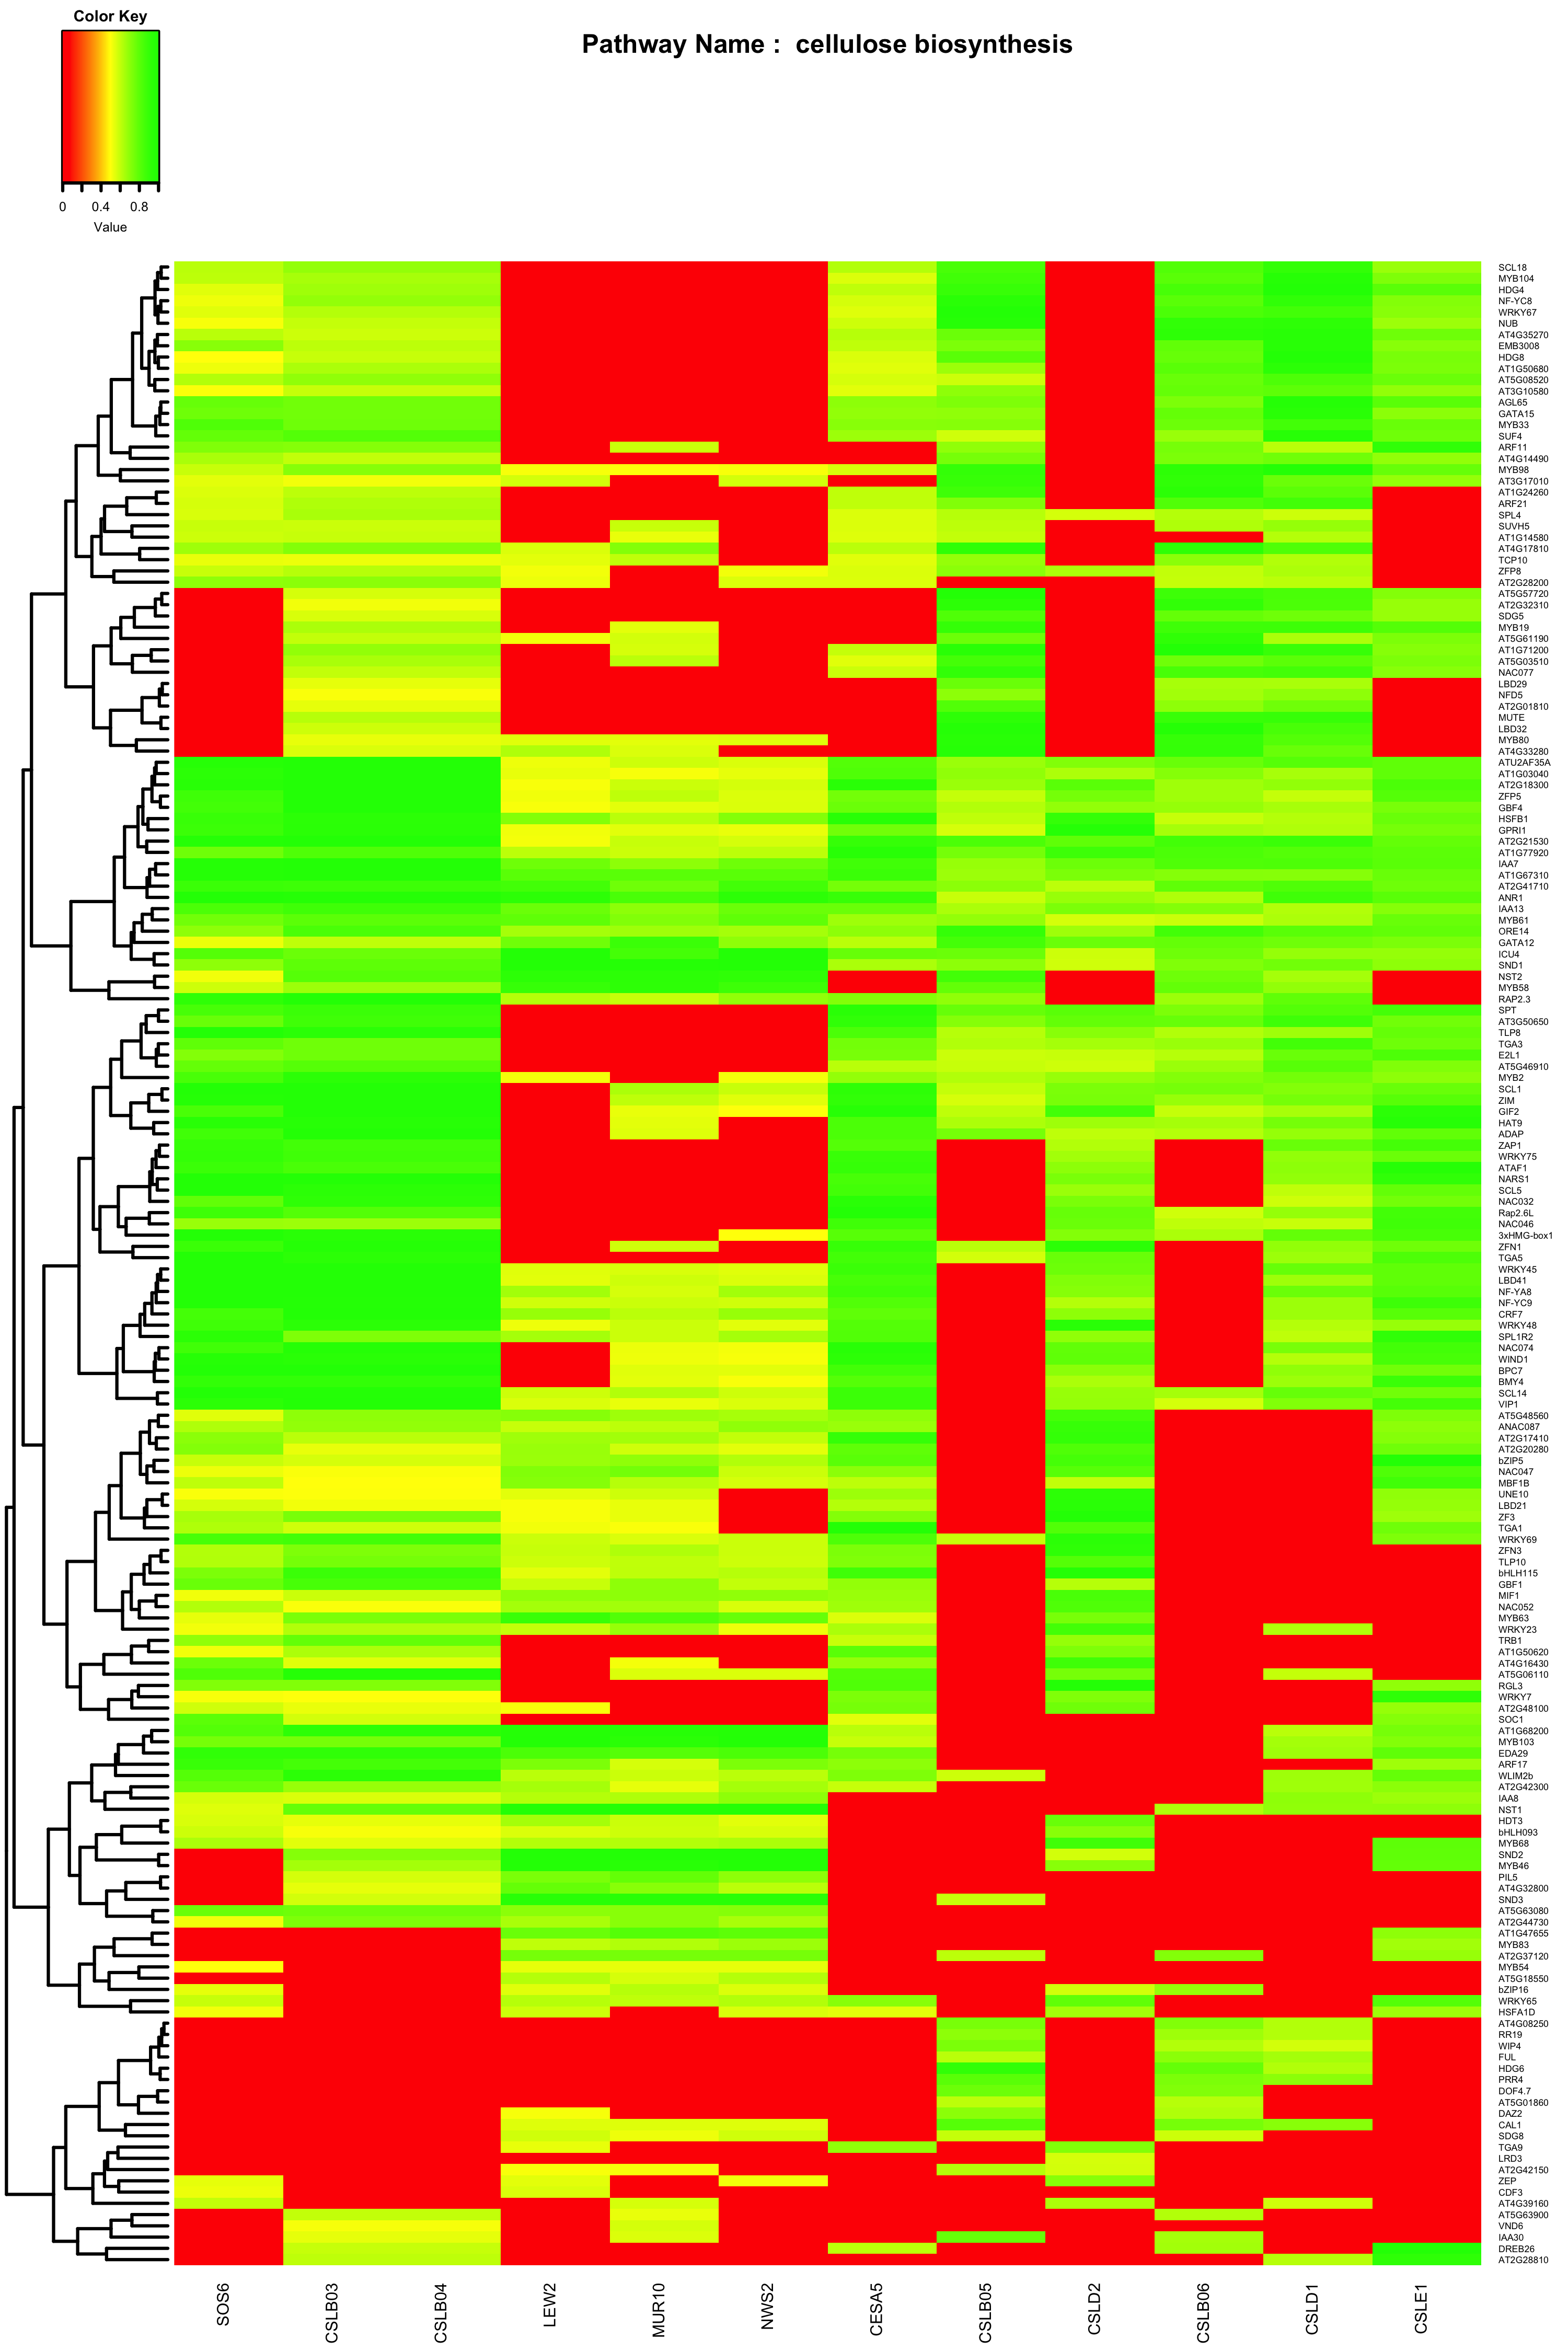 Color Key
Pathway Name :  cellulose biosynthesis
0 0.4 0.8
Value
SCL18
MYB104
HDG4
NF-YC8
WRKY67
NUB
AT4G35270
EMB3008
HDG8
AT1G50680
AT5G08520
AT3G10580
AGL65
GATA15
MYB33
SUF4
ARF11
AT4G14490
MYB98
AT3G17010
AT1G24260
ARF21
SPL4
SUVH5
AT1G14580
AT4G17810
TCP10
ZFP8
AT2G28200
AT5G57720
AT2G32310
SDG5
MYB19
AT5G61190
AT1G71200
AT5G03510
NAC077
LBD29
NFD5
AT2G01810
MUTE
LBD32
MYB80
AT4G33280
ATU2AF35A
AT1G03040
AT2G18300
ZFP5
GBF4
HSFB1
GPRI1
AT2G21530
AT1G77920
IAA7
AT1G67310
AT2G41710
ANR1
IAA13
MYB61
ORE14
GATA12
ICU4
SND1
NST2
MYB58
RAP2.3
SPT
AT3G50650
TLP8
TGA3
E2L1
AT5G46910
MYB2
SCL1
ZIM
GIF2
HAT9
ADAP
ZAP1
WRKY75
ATAF1
NARS1
SCL5
NAC032
Rap2.6L
NAC046
3xHMG-box1
ZFN1
TGA5
WRKY45
LBD41
NF-YA8
NF-YC9
CRF7
WRKY48
SPL1R2
NAC074
WIND1
BPC7
BMY4
SCL14
VIP1
AT5G48560
ANAC087
AT2G17410
AT2G20280
bZIP5
NAC047
MBF1B
UNE10
LBD21
ZF3
TGA1
WRKY69
ZFN3
TLP10
bHLH115
GBF1
MIF1
NAC052
MYB63
WRKY23
TRB1
AT1G50620
AT4G16430
AT5G06110
RGL3
WRKY7
AT2G48100
SOC1
AT1G68200
MYB103
EDA29
ARF17
WLIM2b
AT2G42300
IAA8
NST1
HDT3
bHLH093
MYB68
SND2
MYB46
PIL5
AT4G32800
SND3
AT5G63080
AT2G44730
AT1G47655
MYB83
AT2G37120
MYB54
AT5G18550
bZIP16
WRKY65
HSFA1D
AT4G08250
RR19
WIP4
FUL
HDG6
PRR4
DOF4.7
AT5G01860
DAZ2
CAL1
SDG8
TGA9
LRD3
AT2G42150
ZEP
CDF3
AT4G39160
AT5G63900
VND6
IAA30
DREB26
AT2G28810
SOS6 CSLB03 CSLB04 LEW2 MUR10 NWS2 CESA5 CSLB05 CSLD2 CSLB06 CSLD1 CSLE1